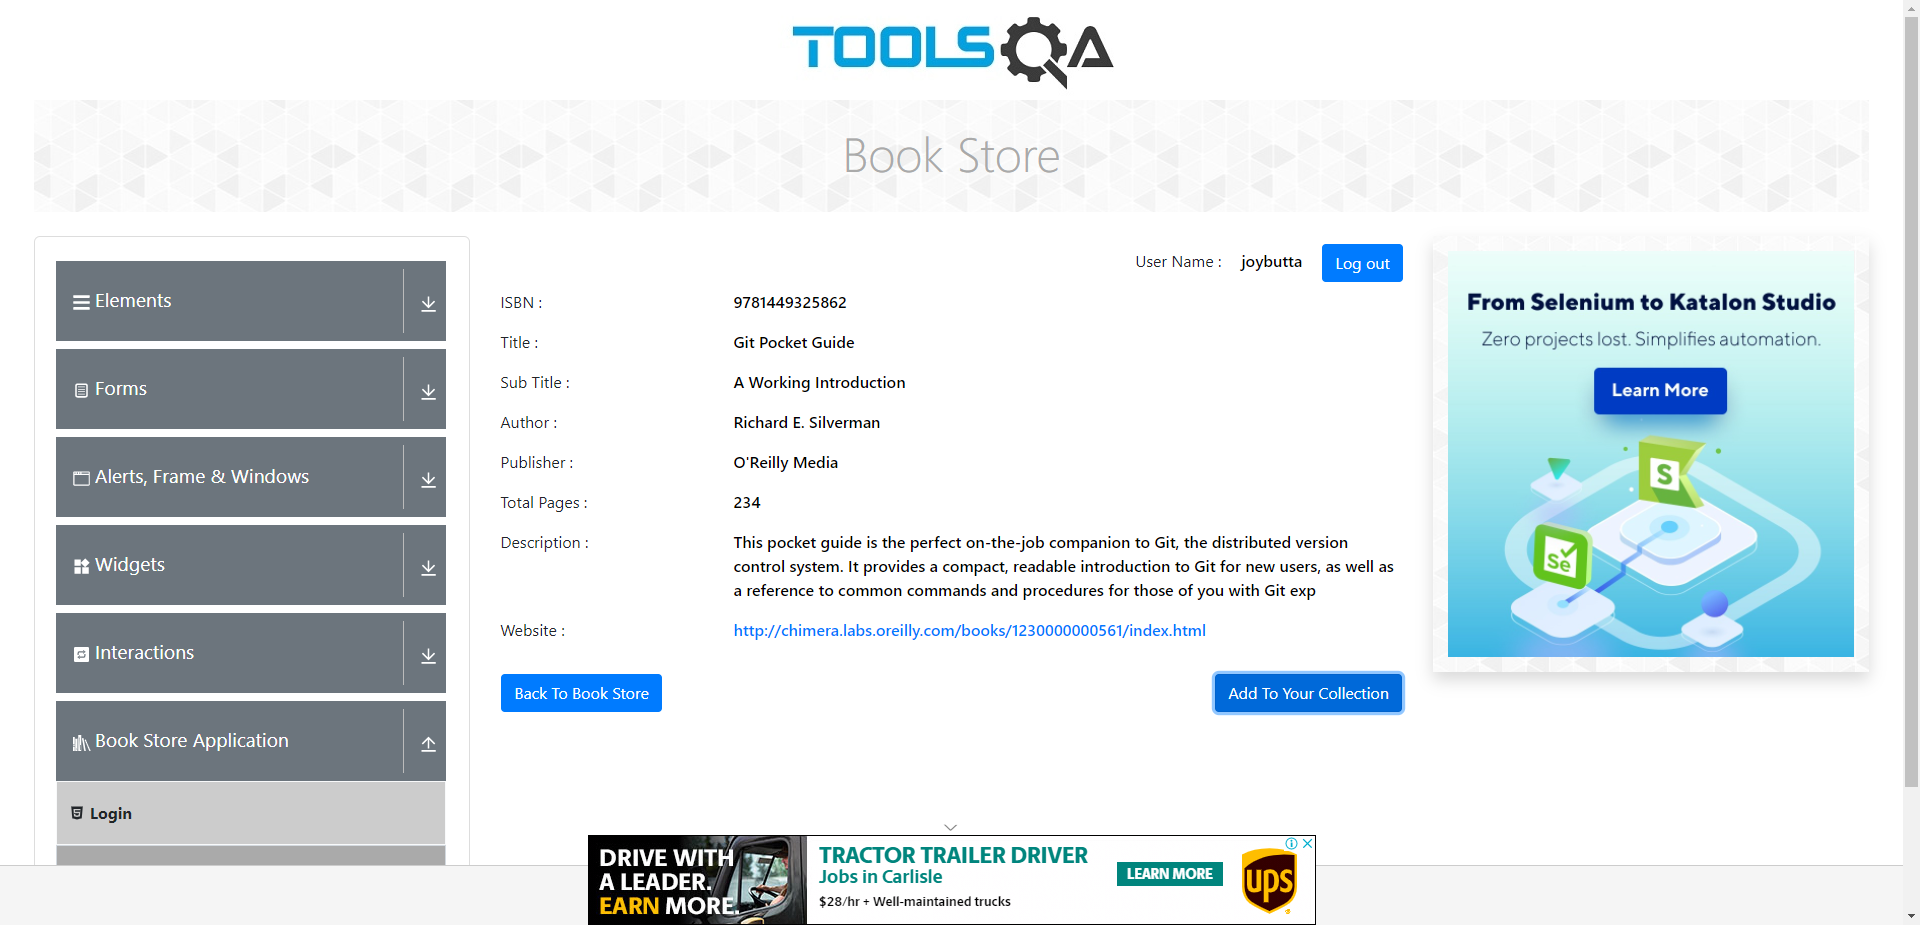 TOOLSQA
Book Store
User Name : joybutta Log out
Elements
Forms
Alerts, Frame & Windows
Widgets
Interactions
Book Store Application
Login
ISBN : 9781449325862
Title : Git Pocket Guide
Sub Title : A Working Introduction
Author : Richard E. Silverman
Publisher : O'Reilly Media
Total Pages : 234
Description : This pocket guide is the perfect on-the-job companion to Git, the distributed version
control system. It provides a compact, readable introduction to Git for new users, as well as
a reference to common commands and procedures for those of you with Git exp
Website : http://chimera.labs.oreilly.com/books/1230000000561/index.html
Back To Book Store Add To Your Collection
From Selenium to Katalon Studio
Zero projects lost. Simplifies automation.
Learn More
S
Se
DRIVE WITH
A LEADER.
EARN MORE.
TRACTOR TRAILER DRIVER
Jobs in Carlisle
$28/hr + Well-maintained trucks
LEARN MORE
ups